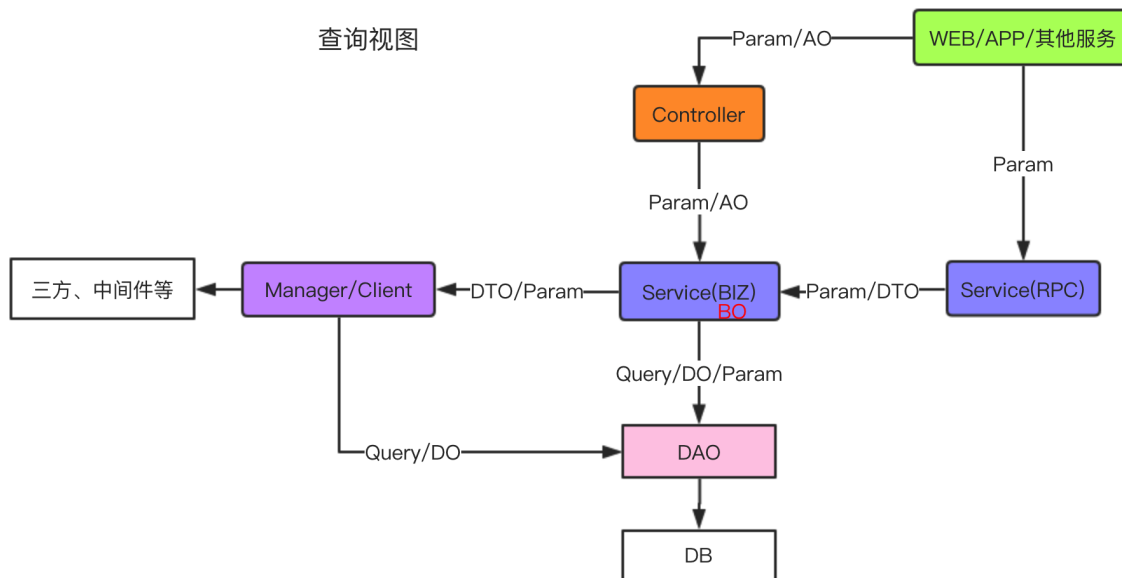 查询视图
Param/AO
WEB/APP/其他服务
Controller
Param
Param/AO
三方、中间件等
Manager/Client
DTO/Param
Service(BIZ)
BO
Param/DTO
Service(RPC)
Query/DO/Param
Query/DO
DAO
DB